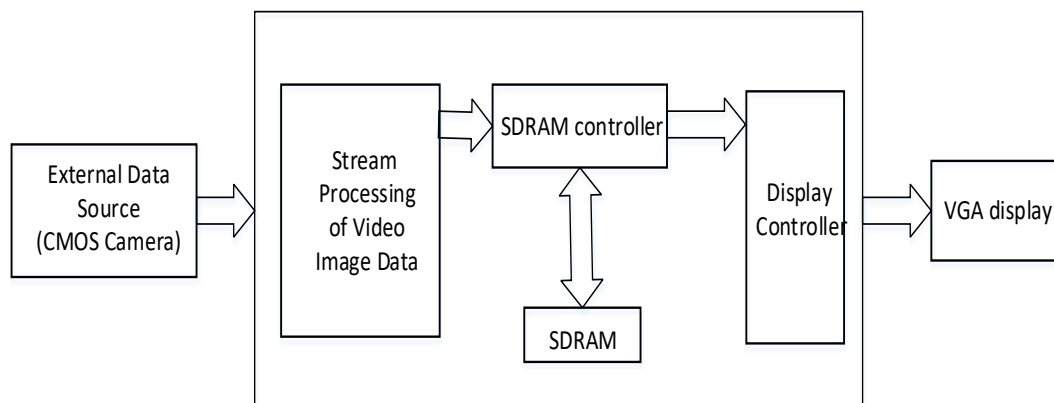 External Data
Source
(CMOS Camera)
Stream
Processing
of Video
Image Data
SDRAM controller
SDRAM
Display
Controller
VGA display